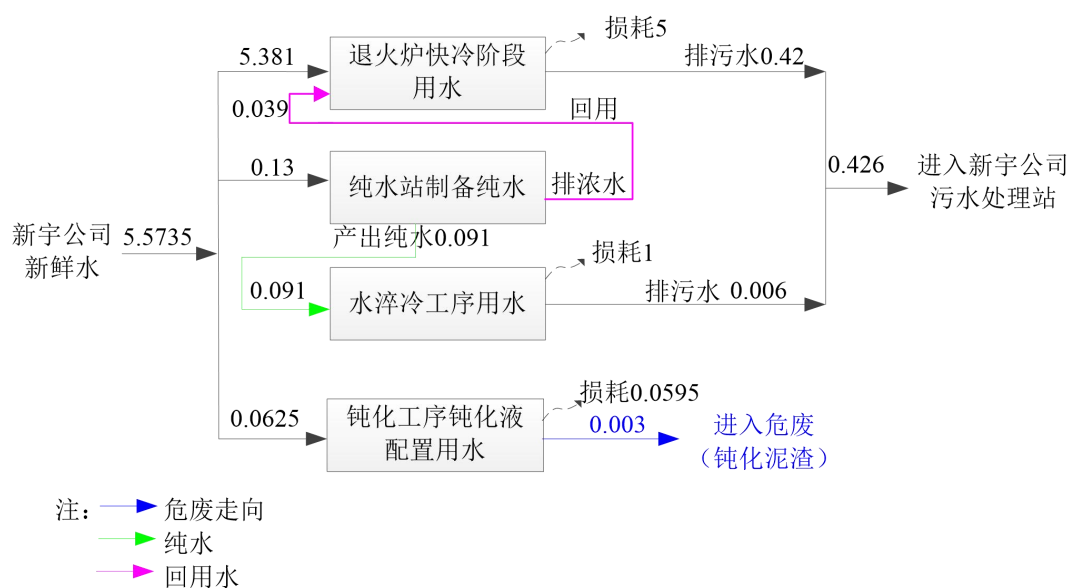 损耗5
5.381
退火炉快冷阶段
用水
排污水0.42
0.039
回用
0.13
纯水站制备纯水
排浓水
0.426
进入新宇公司
污水处理站
新宇公司
新鲜水
5.5735
产出纯水0.091
损耗1
0.091
水淬冷工序用水
排污水 0.006
损耗0.0595
0.0625
钝化工序钝化液
配置用水
0.003
进入危废
（钝化泥渣）
注：
危废走向
纯水
回用水